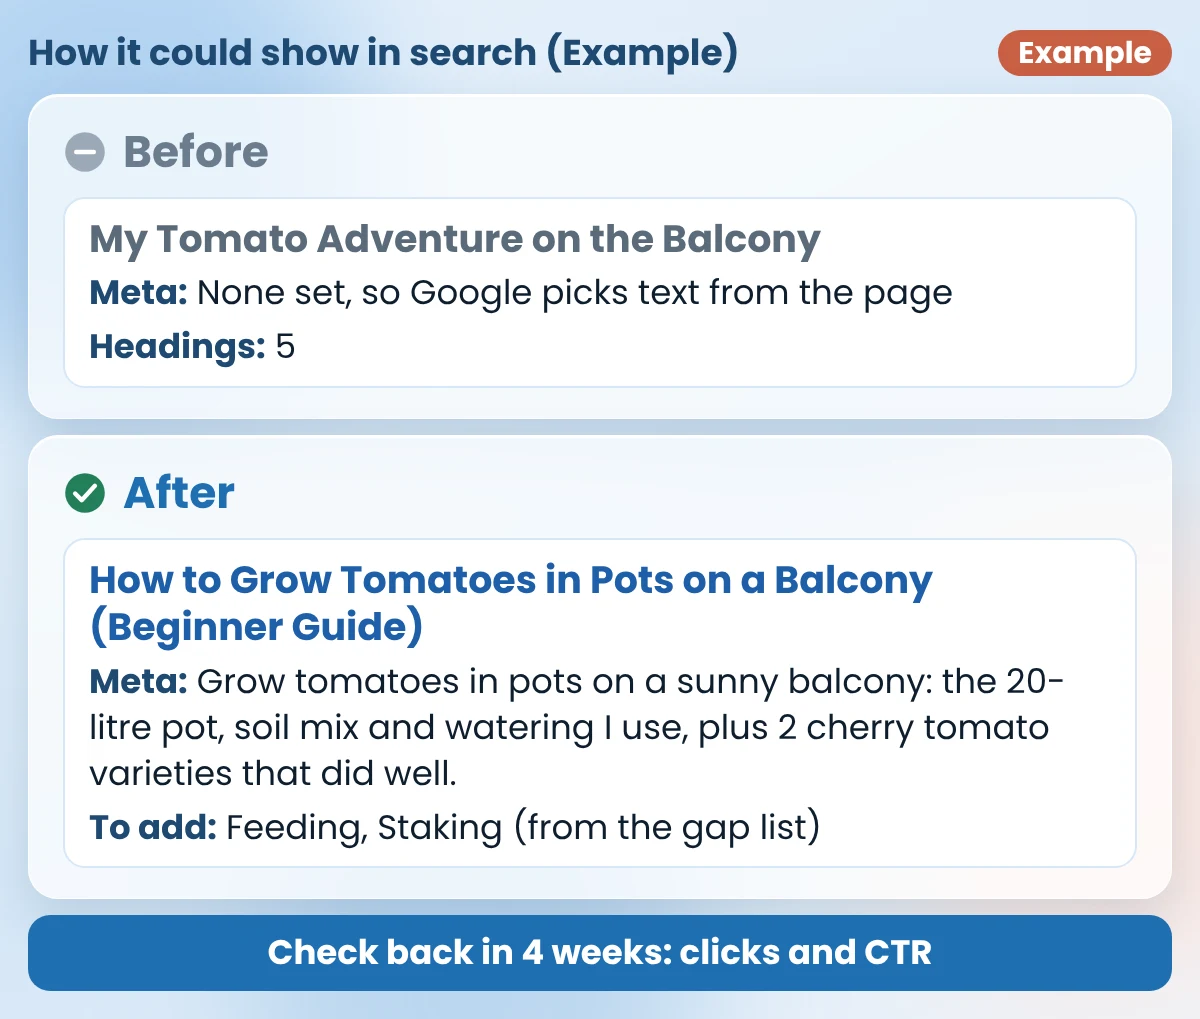 How it could show in search (Example)
Example
Before
My Tomato Adventure on the Balcony
Meta: None set, so Google picks text from the page
Headings: 5
After
How to Grow Tomatoes in Pots on a Balcony
(Beginner Guide)
Meta: Grow tomatoes in pots on a sunny balcony: the 20-
litre pot, soil mix and watering I use, plus 2 cherry tomato
varieties that did well.
To add: Feeding, Staking (from the gap list)
Check back in 4 weeks: clicks and CTR